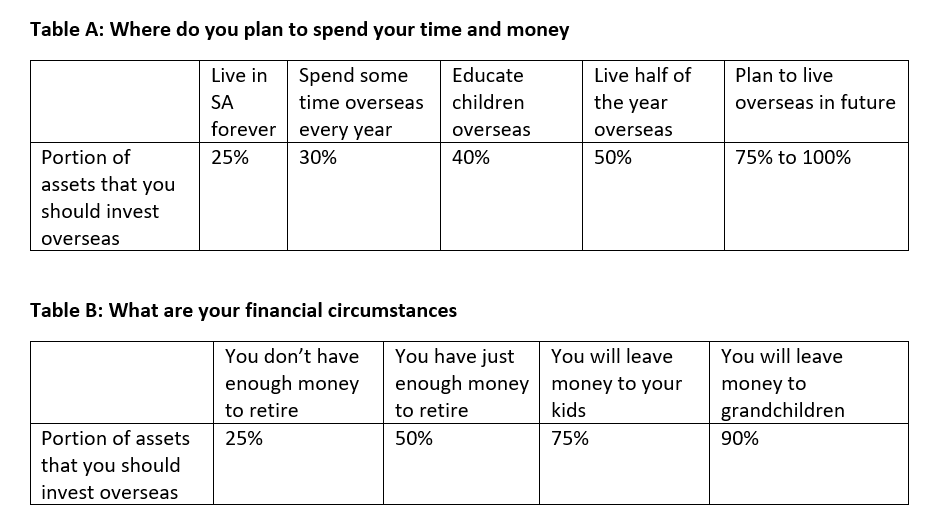 Table A: Where do you plan to spend your time and money
Live in
SA
forever
Spend some
time overseas
every year
Educate
children
overseas
Live half of
the year
overseas
Plan to live
overseas in future
Portion of
assets that you
should invest
overseas
25%
30%
40%
50%
75% to 100%
Table B: What are your financial circumstances
You don’t have
enough money
to retire
You have just
enough money
to retire
You will leave
money to your
kids
You will leave
money to
grandchildren
Portion of assets
that you should
invest overseas
25%
50%
75%
90%